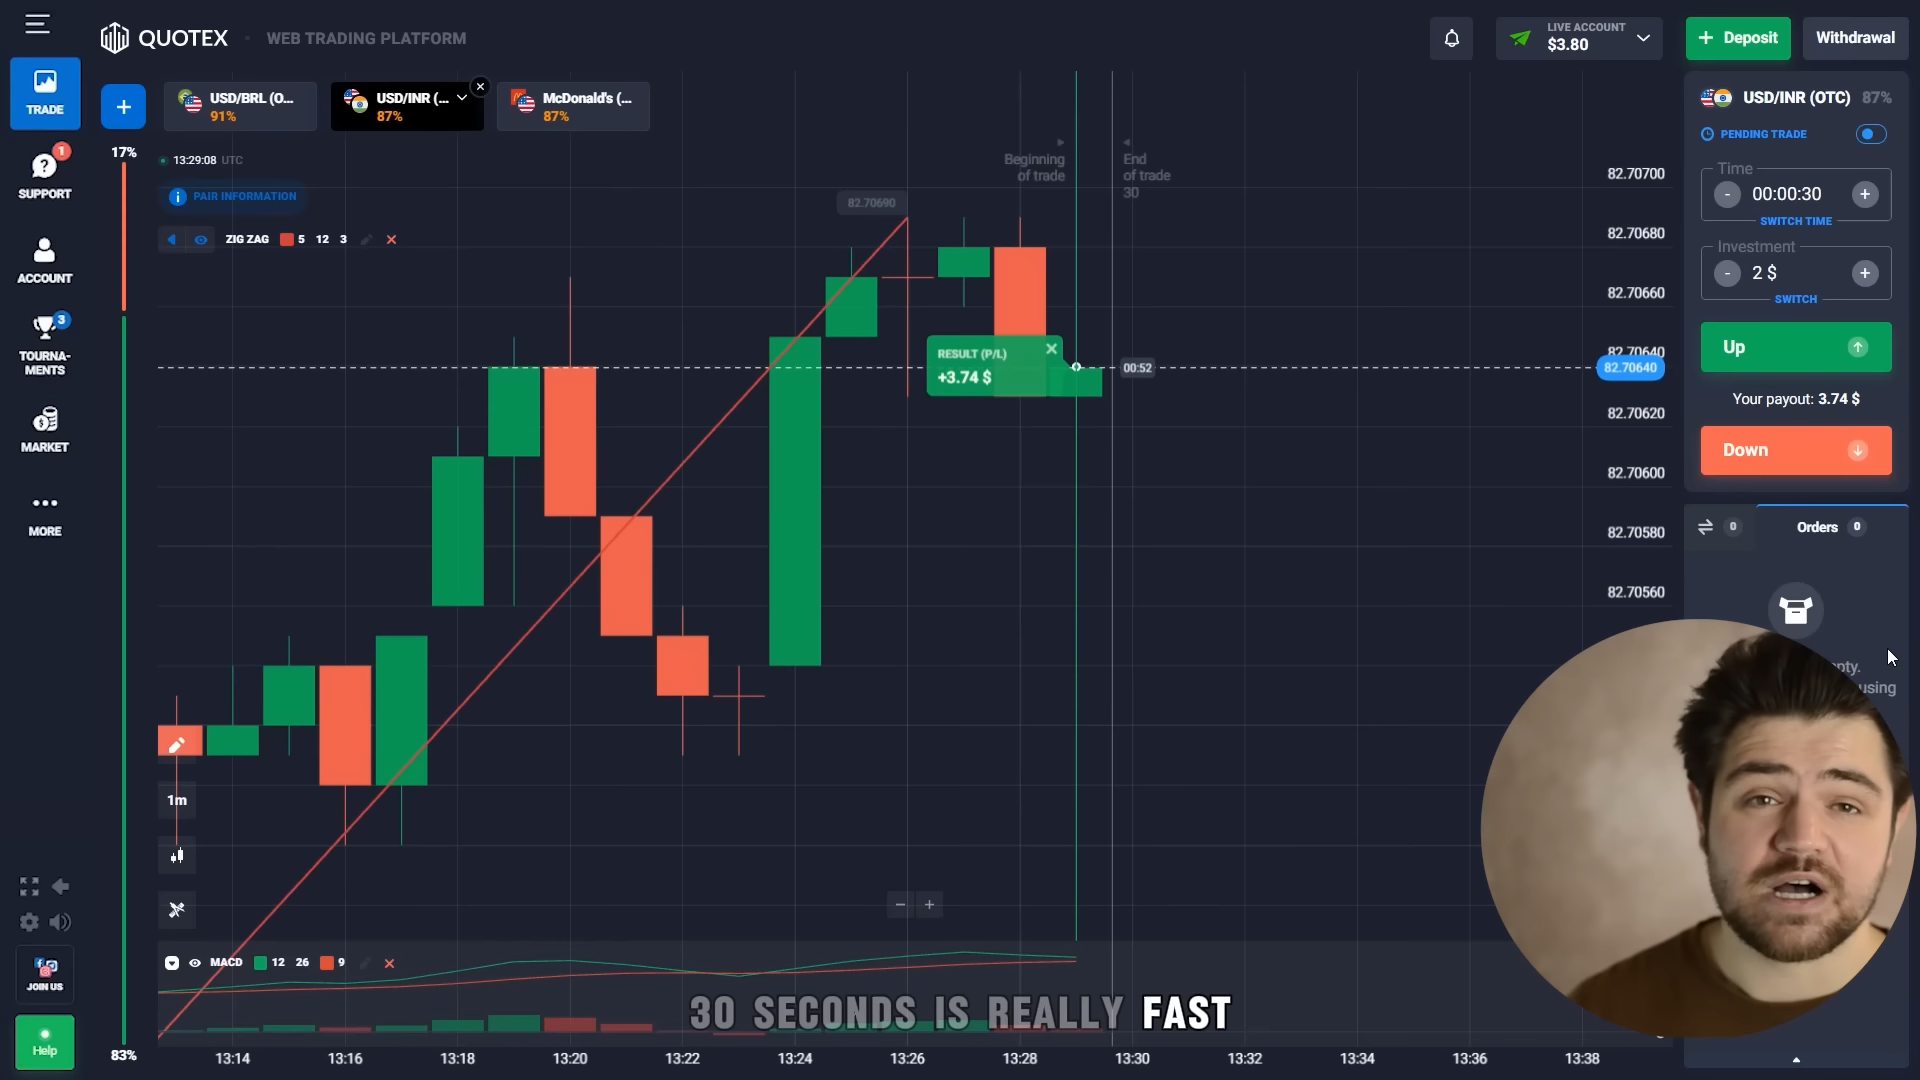 QUOTEX
WEB TRADING PLATFORM
LIVE ACCOUNT
$3.80
+ Deposit
Withdrawal
TRADE
1
SUPPORT
ACCOUNT
3
TOURNA-
MENTS
MARKET
MORE
JOIN US
Help
+
USD/BRL (O...
91%
USD/INR (...
87%
McDonald's (...
87%
17%
83%
13:29:08 UTC
PAIR INFORMATION
ZIG ZAG 5 12 3
Beginning
of trade
End
of trade
30
82.70690
RESULT (P/L)
+3.74 $
00:52
82.70700
82.70680
82.70660
82.70640
82.70640
82.70620
82.70600
82.70580
82.70560
1m
MACD 12 26 9
13:14
13:16
13:18
13:20
13:22
13:24
13:26
13:28
13:30
13:32
13:34
13:36
13:38
USD/INR (OTC) 87%
PENDING TRADE
Time
- 00:00:30 +
SWITCH TIME
Investment
- 2 $ +
SWITCH
Up
Your payout: 3.74 $
Down
0
Orders 0
using
30 SECONDS IS REALLY FAST